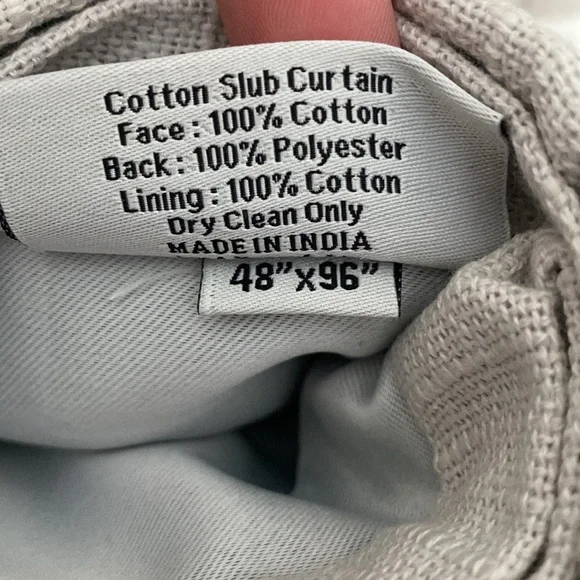 Cotton Slub Curtain
Face : 100% Cotton
Back : 100% Polyester
Lining : 100% Cotton
Dry Clean Only
MADE IN INDIA
48”x96”